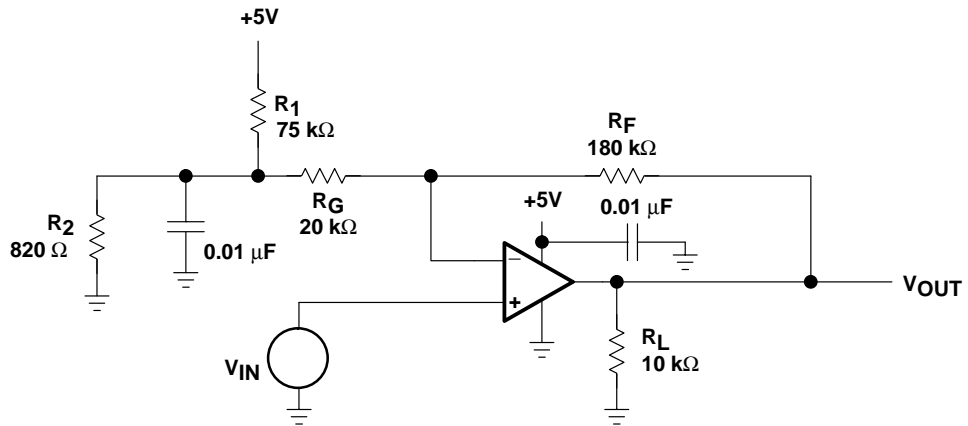 +5V
R1
75 kΩ
RF
180 kΩ
+5V
0.01 µF
R2
820 Ω
0.01 µF
RG
20 kΩ
−
+
VOUT
VIN
RL
10 kΩ